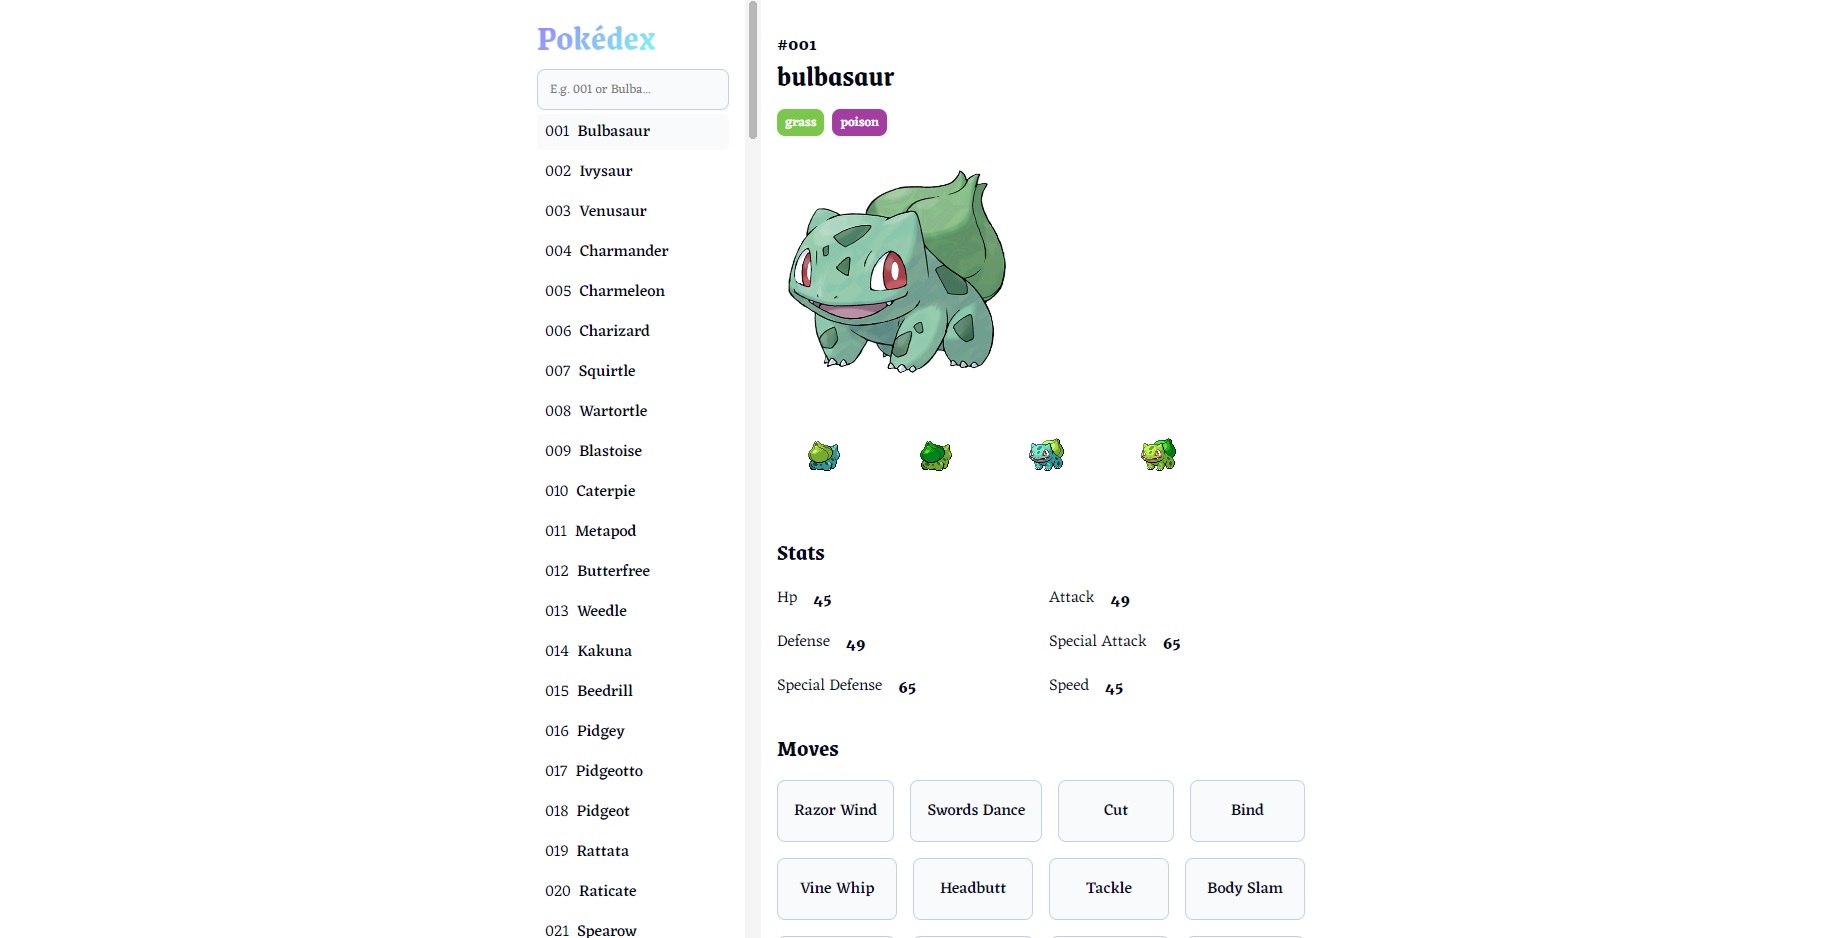 Pokédex
E.g. 001 or Bulba...
001 Bulbasaur
002 Ivysaur
003 Venusaur
004 Charmander
005 Charmeleon
006 Charizard
007 Squirtle
008 Wartortle
009 Blastoise
010 Caterpie
011 Metapod
012 Butterfree
013 Weedle
014 Kakuna
015 Beedrill
016 Pidgey
017 Pidgeotto
018 Pidgeot
019 Rattata
020 Raticate
021 Spearow
#001
bulbasaur
grass poison
Stats
Hp 45 Attack 49
Defense 49 Special Attack 65
Special Defense 65 Speed 45
Moves
Razor Wind Swords Dance Cut Bind
Vine Whip Headbutt Tackle Body Slam